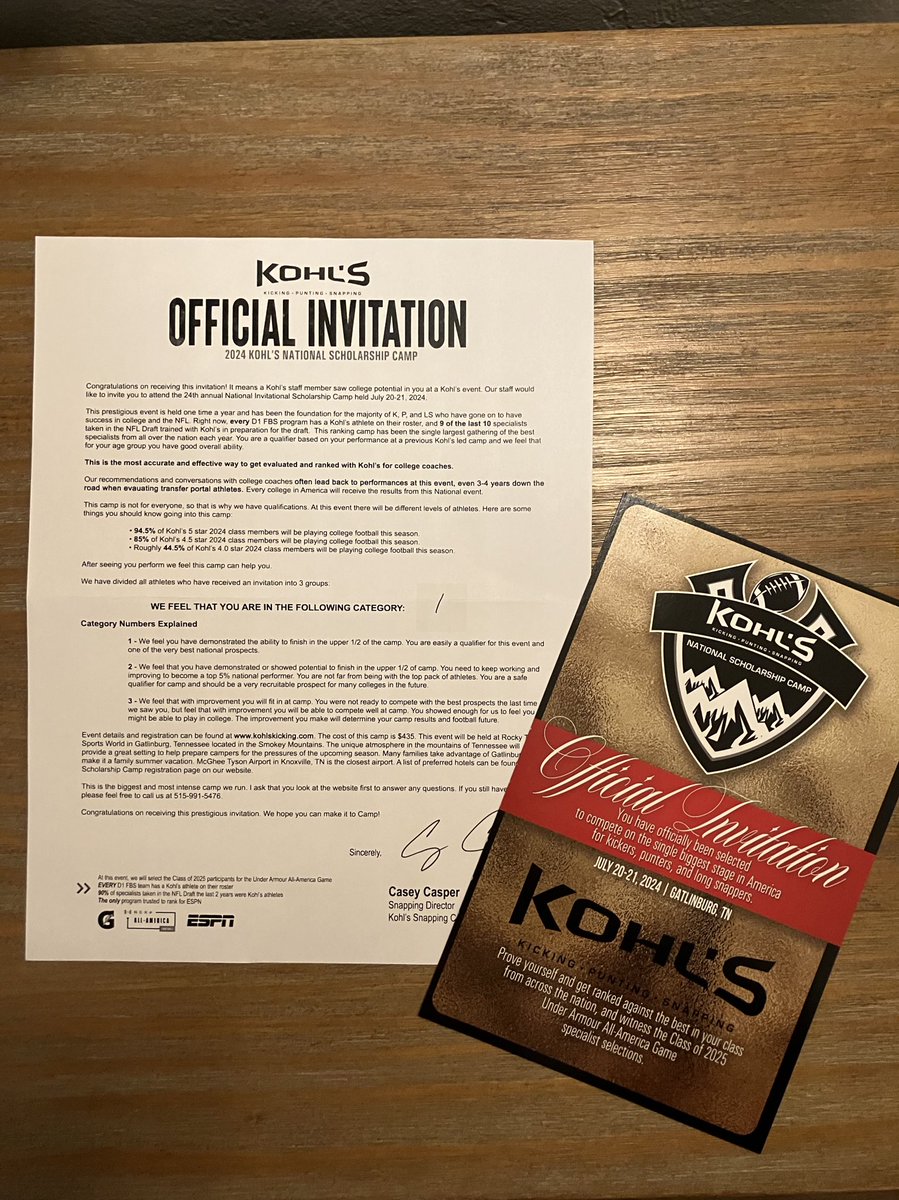 KOHL'S
KICKING • PUNTING • SNAPPING
OFFICIAL INVITATION
2024 KOHL'S NATIONAL SCHOLARSHIP CAMP
Congratulations on receiving this invitation! It means a Kohl's staff member saw college potential in you at a Kohl's event. Our staff would
like to invite you to attend the 24th annual National Invitational Scholarship Camp held July 20-21, 2024.
This prestigious event is held one time a year and has been the foundation for the majority of K, P, and LS who have gone on to have
success in college and the NFL. Right now, every D1 FBS program has a Kohl's athlete on their roster, and 9 of the last 10 specialists
taken in the NFL Draft trained with Kohl's in preparation for the draft. This ranking camp has been the single largest gathering of the best
specialists from all over the nation each year. You are a qualifier based on your performance at a previous Kohl's led camp and we feel that
for your age group you have good overall ability.
This is the most accurate and effective way to get evaluated and ranked with Kohl's for college coaches.
Our recommendations and conversations with college coaches often lead back to performances at this event, even 3-4 years down the
road when evauating transfer portal athletes. Every college in America will receive the results from this National event.
This camp is not for everyone, so that is why we have qualifications. At this event there will be different levels of athletes. Here are some
things you should know going into this camp:
• 94.5% of Kohl's 5 star 2024 class members will be playing college football this season.
• 85% of Kohl's 4.5 star 2024 class members will be playing college football this season.
• Roughly 44.5% of Kohl's 4.0 star 2024 class members will be playing college football this season.
After seeing you perform we feel this camp can help you.
We have divided all athletes who have received an invitation into 3 groups:
WE FEEL THAT YOU ARE IN THE FOLLOWING CATEGORY: 1
Category Numbers Explained
1 - We feel you have demonstrated the ability to finish in the upper 1/2 of the camp. You are easily a qualifier for this event and
one of the very best national prospects.
2 - We feel that you have demonstrated or showed potential to finish in the upper 1/2 of camp. You need to keep working and
improving to become a top 5% national performer. You are not far from being with the top pack of athletes. You are a safe
qualifier for camp and should be a very recruitable prospect for many colleges in the future.
3 - We feel that with improvement you will fit in at camp. You were not ready to compete with the best prospects the last time
we saw you, but feel that with improvement you will be able to compete well at camp. You showed enough for us to feel you
might be able to play in college. The improvement you make will determine your camp results and football future.
Event details and registration can be found at www.kohlskicking.com. The cost of this camp is $435. This event will be held at Rocky
Sports World in Gatlinburg, Tennessee located in the Smokey Mountains. The unique atmosphere in the mountains of Tennessee will
provide a great setting to help prepare campers for the pressures of the upcoming season. Many families take advantage of Gatlinbur
make it a family summer vacation. McGhee Tyson Airport in Knoxville, TN is the closest airport. A list of preferred hotels can be foun
Scholarship Camp registration page on our website.
This is the biggest and most intense camp we run. I ask that you look at the website first to answer any questions. If you still have
please feel free to call us at 515-991-5476.
Congratulations on receiving this prestigious invitation. We hope you can make it to Camp!
Sincerely,
Casey Casper
Snapping Director
Kohl's Snapping C
At this event, we will select the Class of 2025 participants for the Under Armour All-America Game
EVERY D1 FBS team has a Kohl's athlete on their roster
90% of specialists taken in the NFL Draft the last 2 years were Kohl's athletes
The only program trusted to rank for ESPN
G
ALL-AMERICA
ESPN
KOHL'S
KICKING • PUNTING • SNAPPING
NATIONAL SCHOLARSHIP CAMP
Official Invitation
You have officially been selected
to compete on the single biggest stage in America
for kickers, punters, and long snappers.
JULY 20-21, 2024 | GATLINBURG, TN
KOHL'S
KICKING • PUNTING • SNAPPING
Prove yourself and get ranked against the best in your class
from across the nation, and witness the Class of 2025
Under Armour All-America Game
specialist selections.